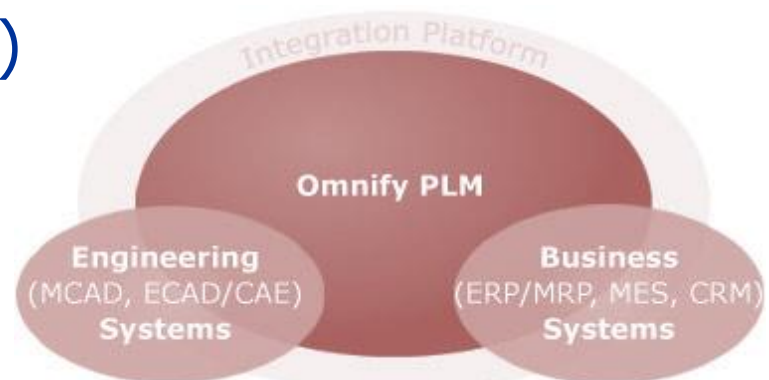 )
Integration Platform
Omnify PLM
Engineering
(MCAD, ECAD/CAE)
Systems
Business
(ERP/MRP, MES, CRM)
Systems